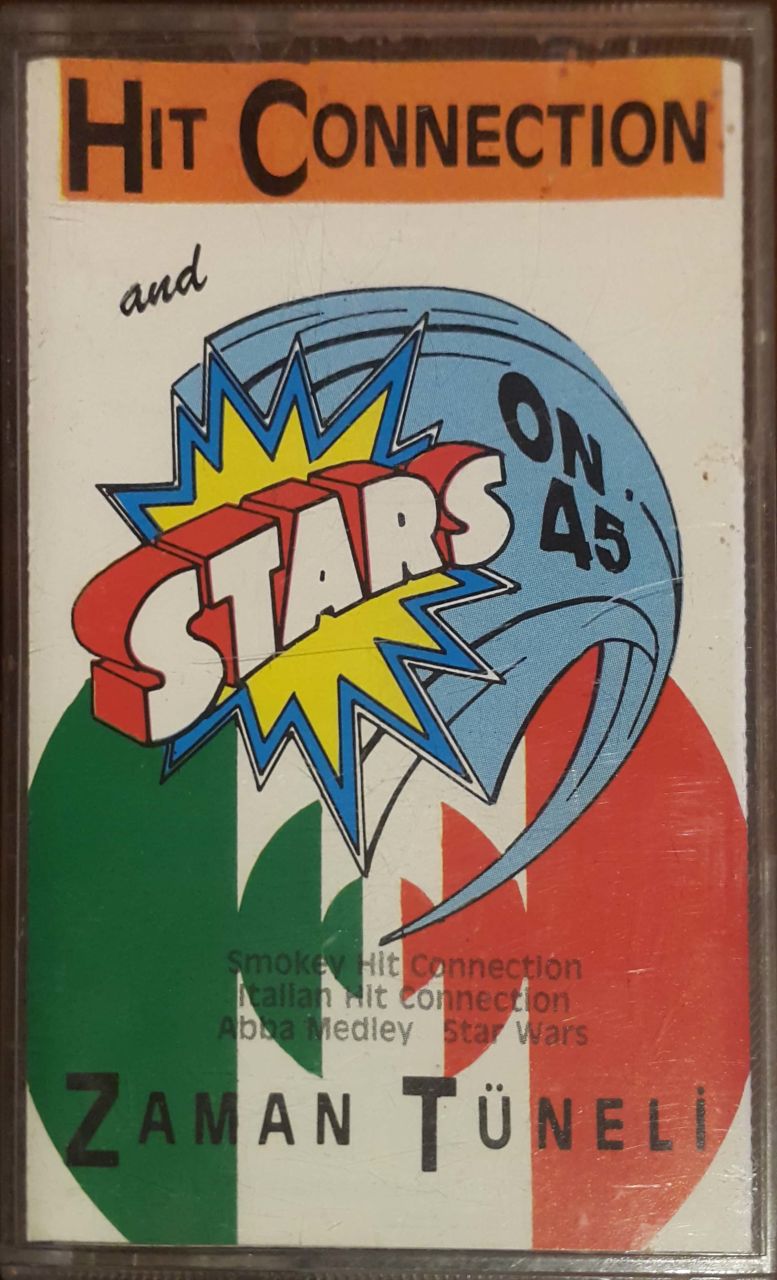 HIT CONNECTION
and
STARS
ON
45
Smokey Hit Connection
Italian Hit Connection
Abba Medley Star Wars
ZAMAN TÜNELİ